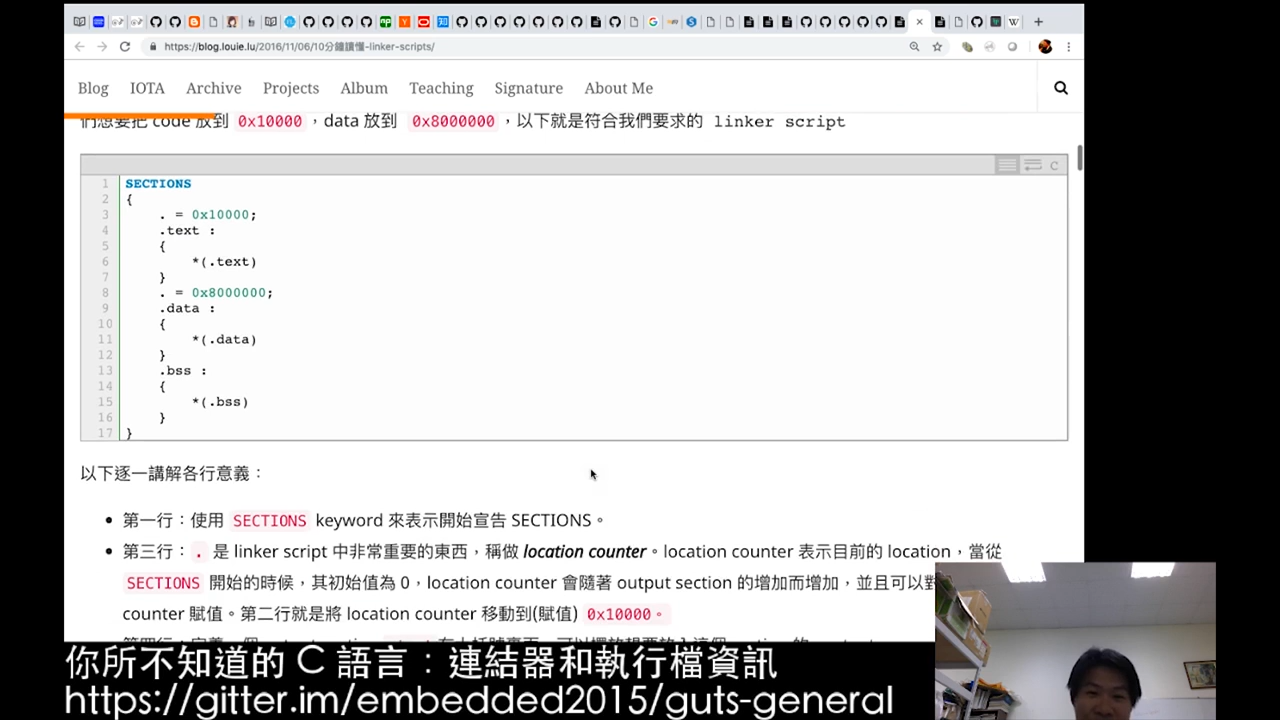 https://blog.louie.lu/2016/11/06/10分鐘讀懂-linker-scripts/
Blog IOTA Archive Projects Album Teaching Signature About Me
們想要把 code 放到 0x10000，data 放到 0x8000000，以下就是符合我們要求的 linker script
C
1 SECTIONS
2 {
3 . = 0x10000;
4 .text :
5 {
6 *(.text)
7 }
8 . = 0x8000000;
9 .data :
10 {
11 *(.data)
12 }
13 .bss :
14 {
15 *(.bss)
16 }
17 }
以下逐一講解各行意義：
第一行：使用 SECTIONS keyword 來表示開始宣告 SECTIONS。
第三行：. 是 linker script 中非常重要的東西，稱做 location counter。location counter 表示目前的 location，當從
SECTIONS 開始的時候，其初始值為 0，location counter 會隨著 output section 的增加而增加，並且可以對
counter 賦值。第二行就是將 location counter 移動到(賦值) 0x10000。
你所不知道的 C 語言：連結器和執行檔資訊
https://gitter.im/embedded2015/guts-general